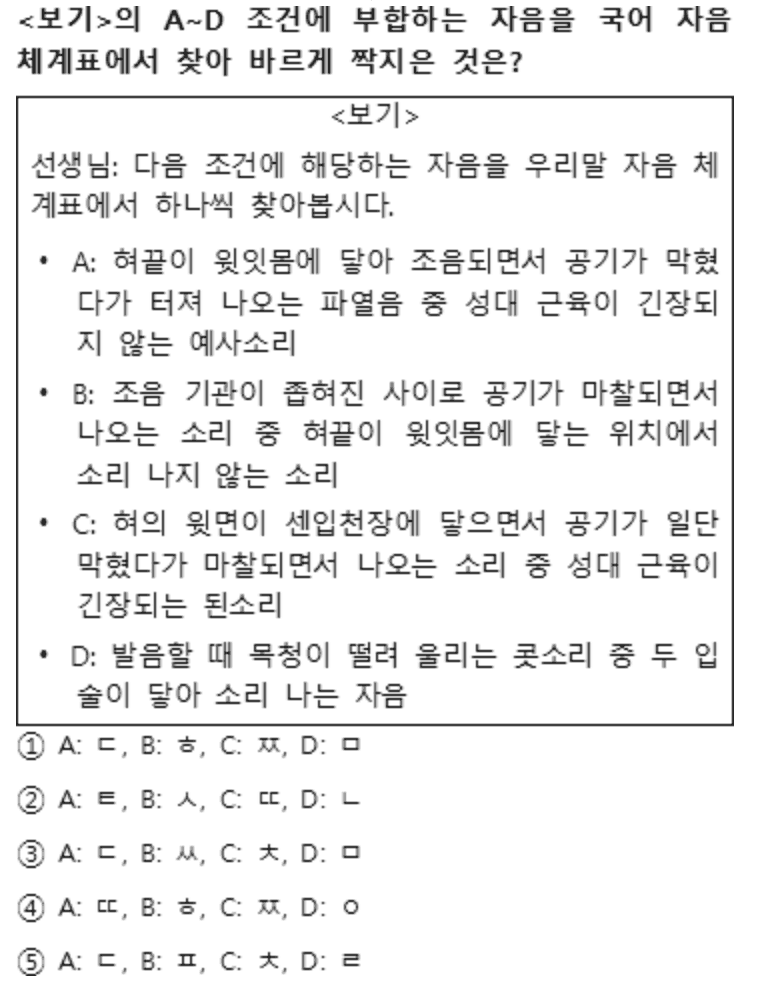 <보기>의 A~D 조건에 부합하는 자음을 국어 자음
체계표에서 찾아 바르게 짝지은 것은?
<보기>
선생님: 다음 조건에 해당하는 자음을 우리말 자음 체
계표에서 하나씩 찾아봅시다.
• A: 혀끝이 윗잇몸에 닿아 조음되면서 공기가 막혔
다가 터져 나오는 파열음 중 성대 근육이 긴장되
지 않는 예사소리
• B: 조음 기관이 좁혀진 사이로 공기가 마찰되면서
나오는 소리 중 혀끝이 윗잇몸에 닿는 위치에서
소리 나지 않는 소리
• C: 혀의 윗면이 센입천장에 닿으면서 공기가 일단
막혔다가 마찰되면서 나오는 소리 중 성대 근육이
긴장되는 된소리
• D: 발음할 때 목청이 떨려 울리는 콧소리 중 두 입
술이 닿아 소리 나는 자음
① A: ㄷ, B: ㅎ, C: ㅉ, D: ㅁ
② A: ㅌ, B: ㅅ, C: ㄸ, D: ㄴ
③ A: ㄷ, B: ㅆ, C: ㅊ, D: ㅁ
④ A: ㄸ, B: ㅎ, C: ㅉ, D: ㅇ
⑤ A: ㄷ, B: ㅍ, C: ㅊ, D: ㄹ